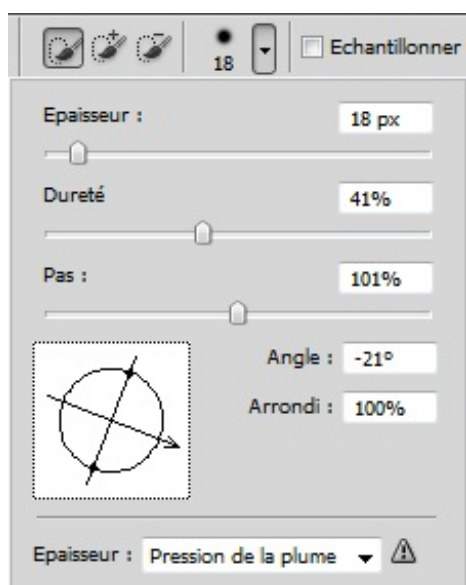 18
Echantillonner
Epaisseur : 18 px
Dureté 41%
Pas : 101%
Angle : -21°
Arrondi : 100%
Epaisseur : Pression de la plume